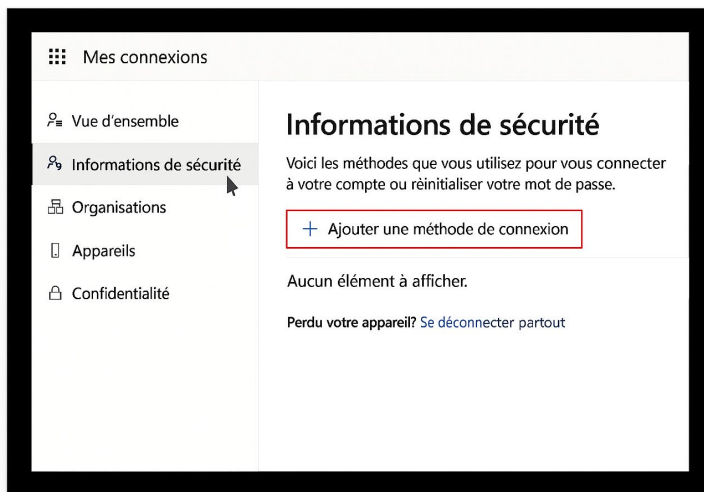 Mes connexions
Vue d'ensemble
Informations de sécurité
Organisations
Appareils
Confidentialité
Informations de sécurité
Voici les méthodes que vous utilisez pour vous connecter
à votre compte ou rèinitialiser votre mot de passe.
+ Ajouter une méthode de connexion
Aucun élément à afficher.
Perdu votre appareil? Se déconnecter partout